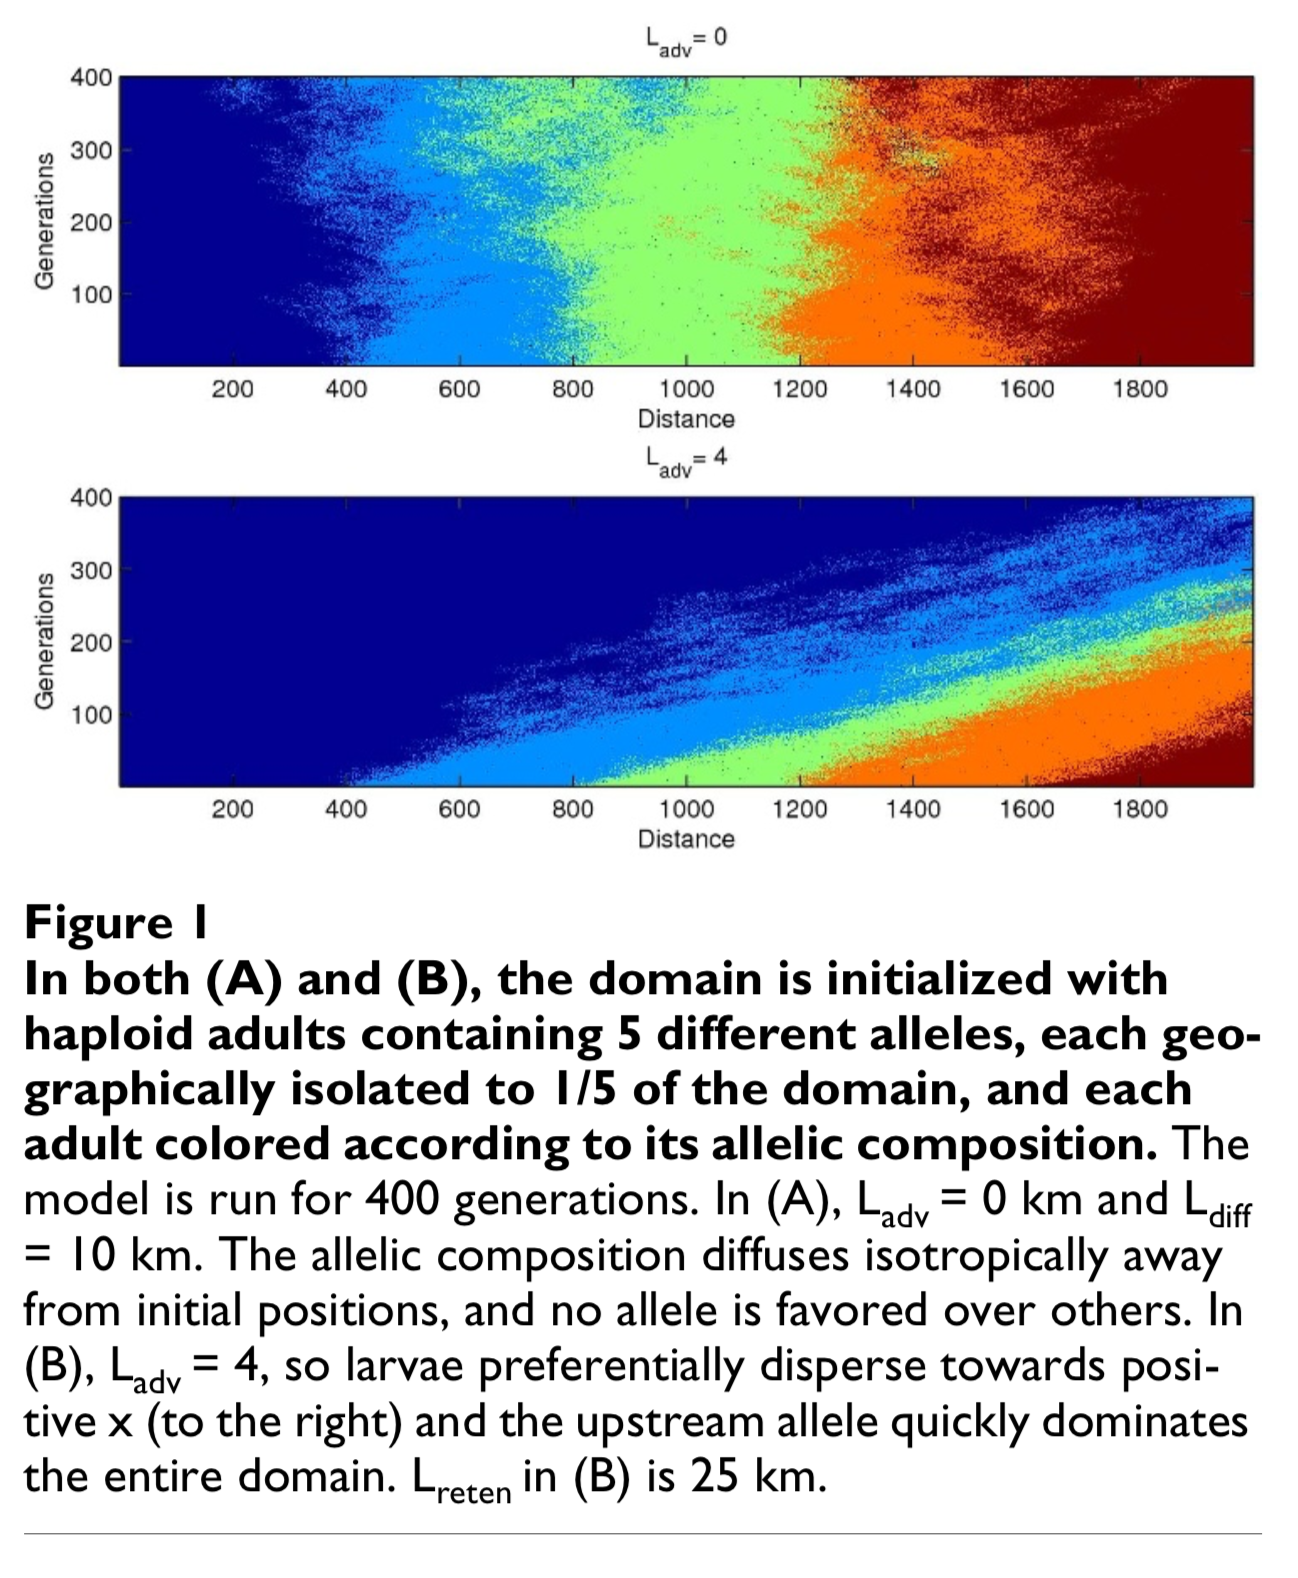 L_adv = 0
400
300
200
100
Generations
200 400 600 800 1000 1200 1400 1600 1800
Distance
L_adv = 4
400
300
200
100
Generations
200 400 600 800 1000 1200 1400 1600 1800
Distance
Figure 1
In both (A) and (B), the domain is initialized with
haploid adults containing 5 different alleles, each geo-
graphically isolated to 1/5 of the domain, and each
adult colored according to its allelic composition. The
model is run for 400 generations. In (A), L_adv = 0 km and L_diff
= 10 km. The allelic composition diffuses isotropically away
from initial positions, and no allele is favored over others. In
(B), L_adv = 4, so larvae preferentially disperse towards posi-
tive x (to the right) and the upstream allele quickly dominates
the entire domain. L_reten in (B) is 25 km.